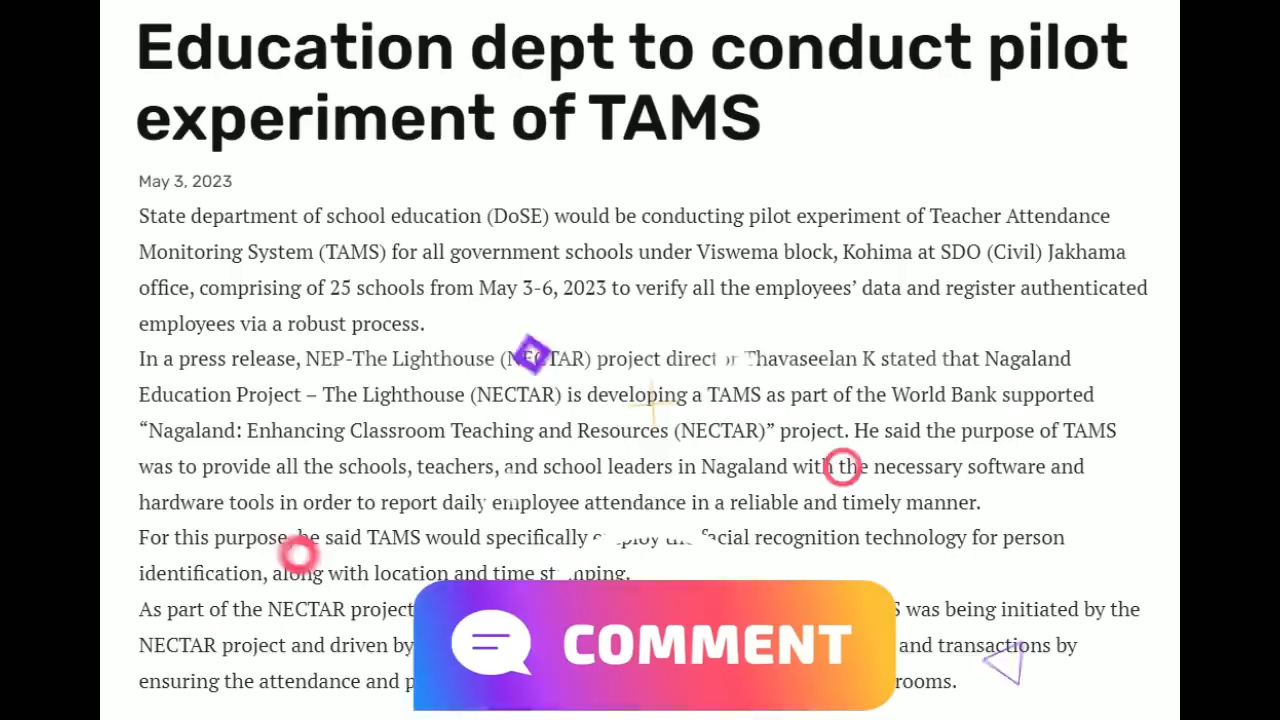 Education dept to conduct pilot
experiment of TAMS
May 3, 2023
State department of school education (DoSE) would be conducting pilot experiment of Teacher Attendance
Monitoring System (TAMS) for all government schools under Viswema block, Kohima at SDO (Civil) Jakhama
office, comprising of 25 schools from May 3-6, 2023 to verify all the employees’ data and register authenticated
employees via a robust process.
In a press release, NEP-The Lighthouse (NECTAR) project director Thavaseelan K stated that Nagaland
Education Project – The Lighthouse (NECTAR) is developing a TAMS as part of the World Bank supported
“Nagaland: Enhancing Classroom Teaching and Resources (NECTAR)” project. He said the purpose of TAMS
was to provide all the schools, teachers, and school leaders in Nagaland with the necessary software and
hardware tools in order to report daily employee attendance in a reliable and timely manner.
For this purpose, he said TAMS would specifically employ the facial recognition technology for person
identification, along with location and time stamping.
As part of the NECTAR project was being initiated by the
NECTAR project and driven by and transactions by
ensuring the attendance and
COMMENT